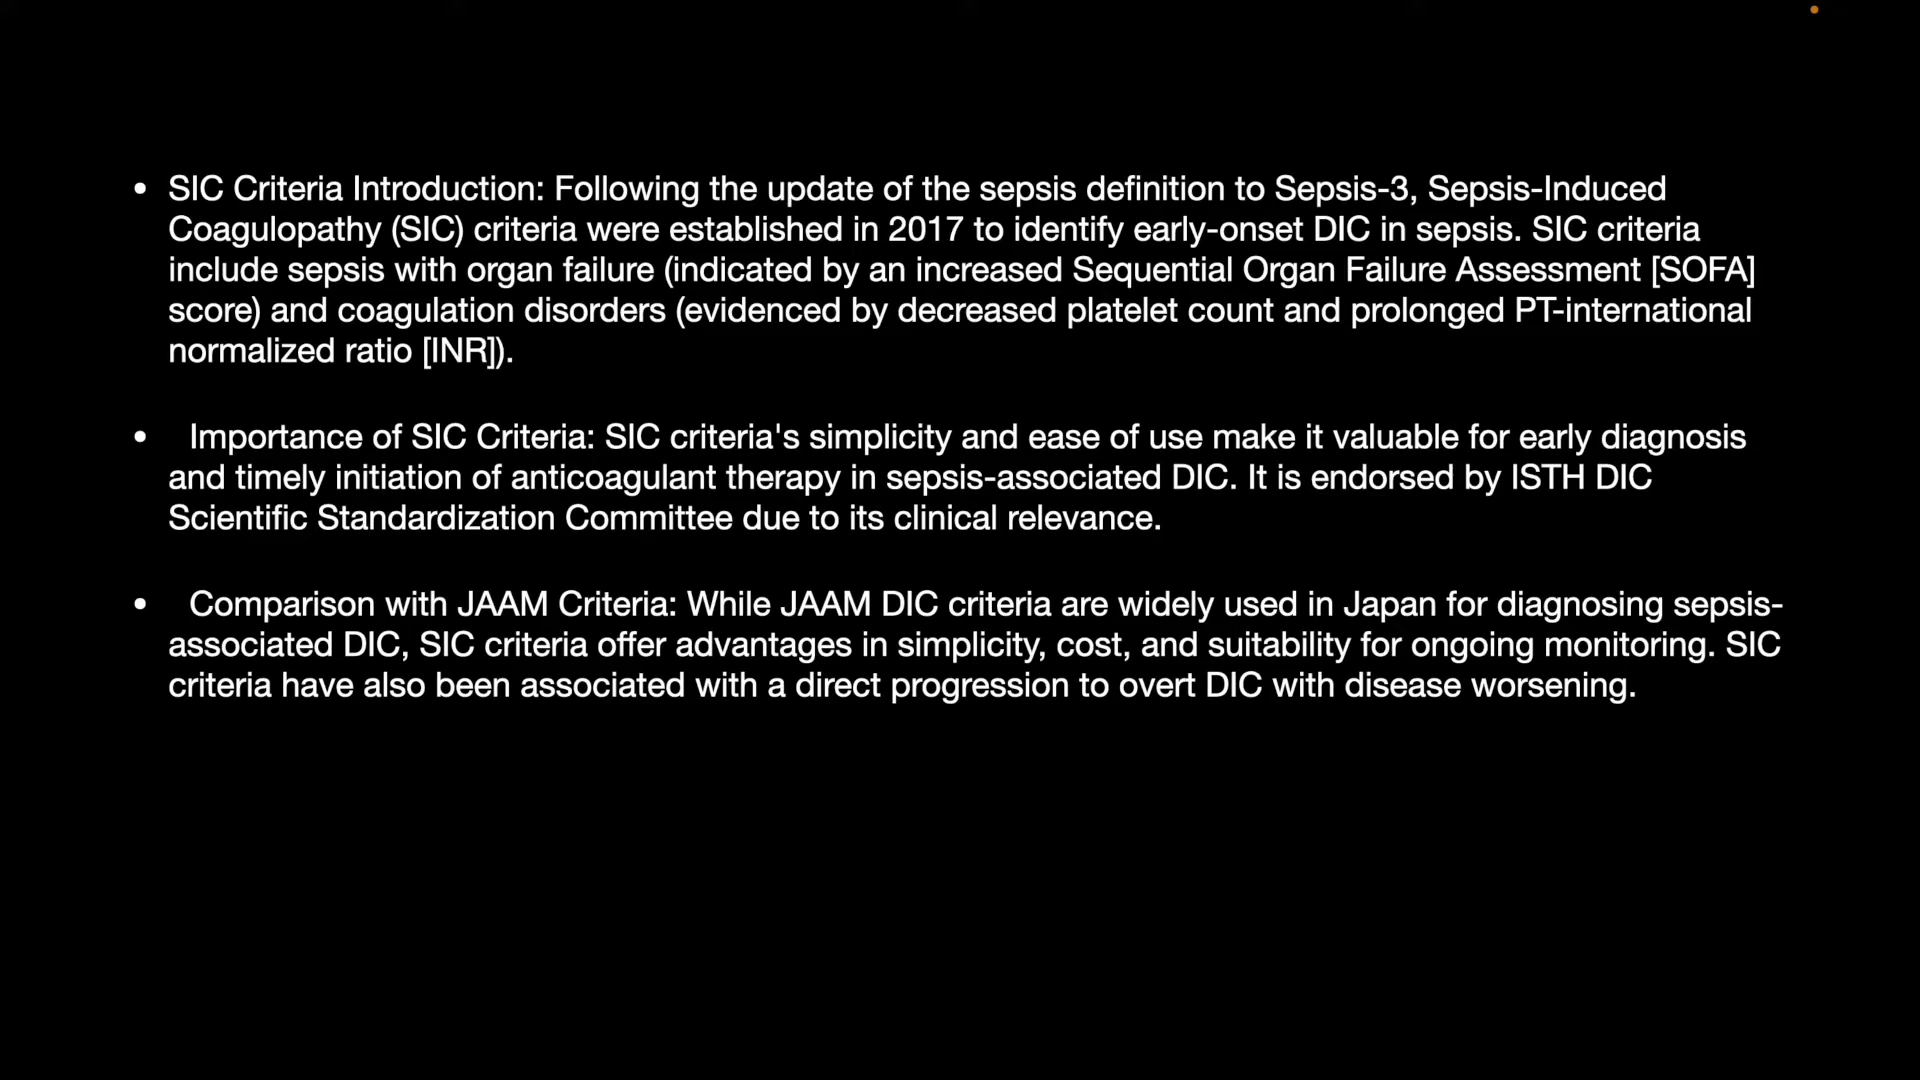 • SIC Criteria Introduction: Following the update of the sepsis definition to Sepsis-3, Sepsis-Induced
Coagulopathy (SIC) criteria were established in 2017 to identify early-onset DIC in sepsis. SIC criteria
include sepsis with organ failure (indicated by an increased Sequential Organ Failure Assessment [SOFA]
score) and coagulation disorders (evidenced by decreased platelet count and prolonged PT-international
normalized ratio [INR]).
• Importance of SIC Criteria: SIC criteria's simplicity and ease of use make it valuable for early diagnosis
and timely initiation of anticoagulant therapy in sepsis-associated DIC. It is endorsed by ISTH DIC
Scientific Standardization Committee due to its clinical relevance.
• Comparison with JAAM Criteria: While JAAM DIC criteria are widely used in Japan for diagnosing sepsis-
associated DIC, SIC criteria offer advantages in simplicity, cost, and suitability for ongoing monitoring. SIC
criteria have also been associated with a direct progression to overt DIC with disease worsening.